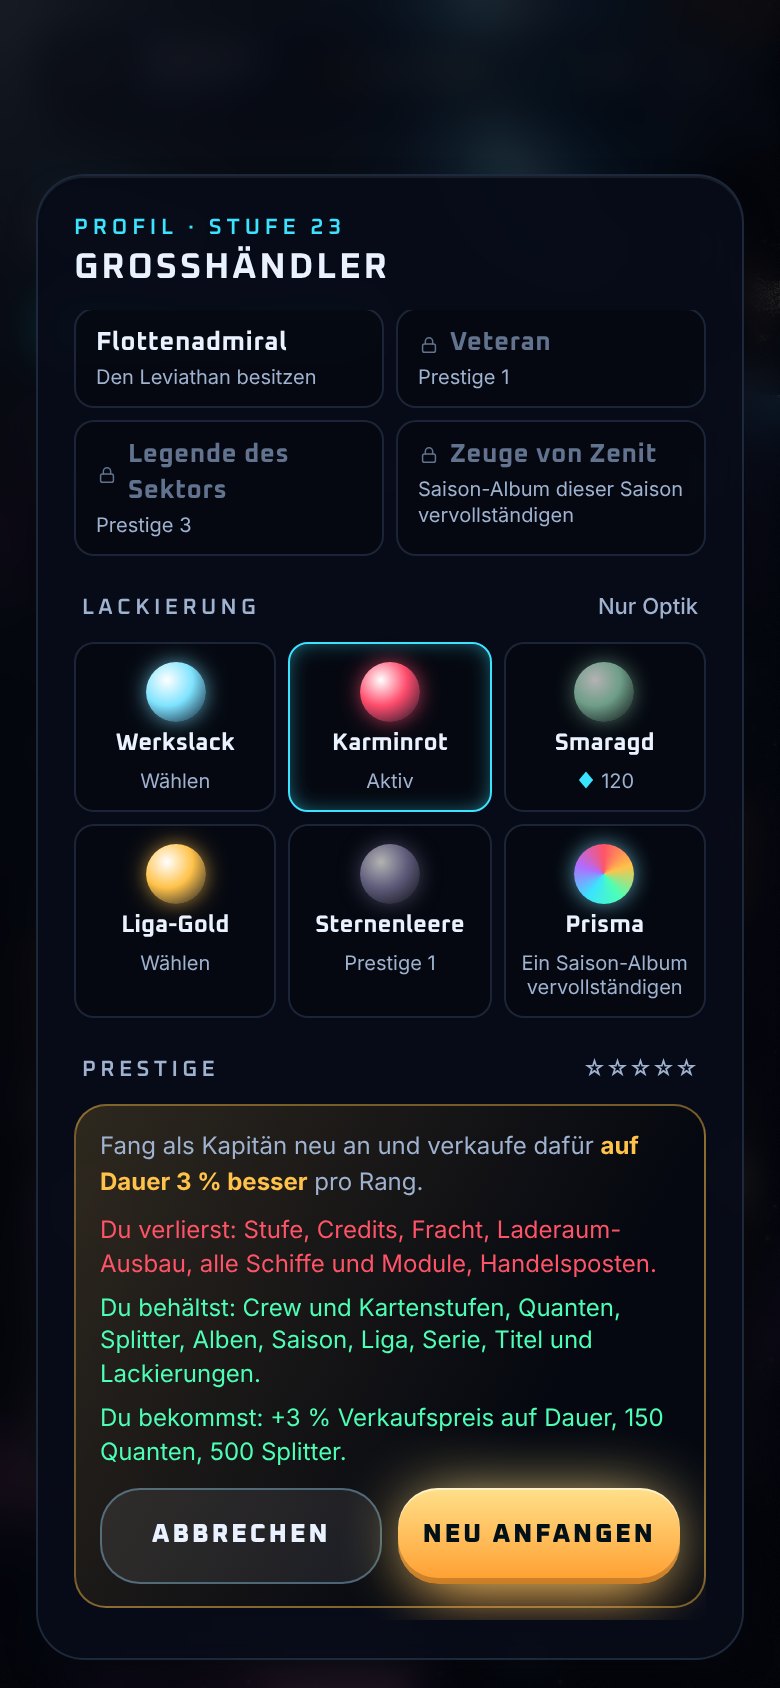 PROFIL · STUFE 23
GROSSHÄNDLER
Flottenadmiral
Den Leviathan besitzen
Veteran
Prestige 1
Legende des
Sektors
Prestige 3
Zeuge von Zenit
Saison-Album dieser Saison
vervollständigen
LACKIERUNG
Nur Optik
Werkslack
Wählen
Karminrot
Aktiv
Smaragd
120
Liga-Gold
Wählen
Sternenleere
Prestige 1
Prisma
Ein Saison-Album
vervollständigen
PRESTIGE
☆☆☆☆☆
Fang als Kapitän neu an und verkaufe dafür auf
Dauer 3 % besser pro Rang.
Du verlierst: Stufe, Credits, Fracht, Laderaum-
Ausbau, alle Schiffe und Module, Handelsposten.
Du behältst: Crew und Kartenstufen, Quanten,
Splitter, Alben, Saison, Liga, Serie, Titel und
Lackierungen.
Du bekommst: +3 % Verkaufspreis auf Dauer, 150
Quanten, 500 Splitter.
ABBRECHEN
NEU ANFANGEN